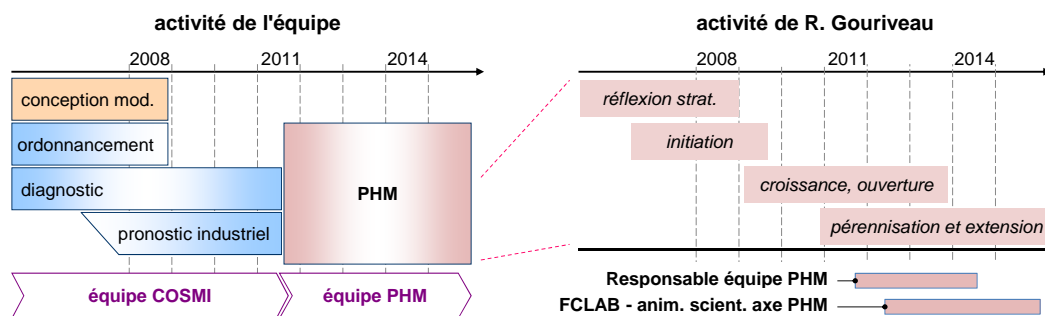 activité de l'équipe
2008
2011
2014
conception mod.
ordonnancement
diagnostic
pronostic industriel
PHM
équipe COSMI
équipe PHM
activité de R. Gouriveau
2008
2011
2014
réflexion strat.
initiation
croissance, ouverture
pérennisation et extension
Responsable équipe PHM
FCLAB - anim. scient. axe PHM